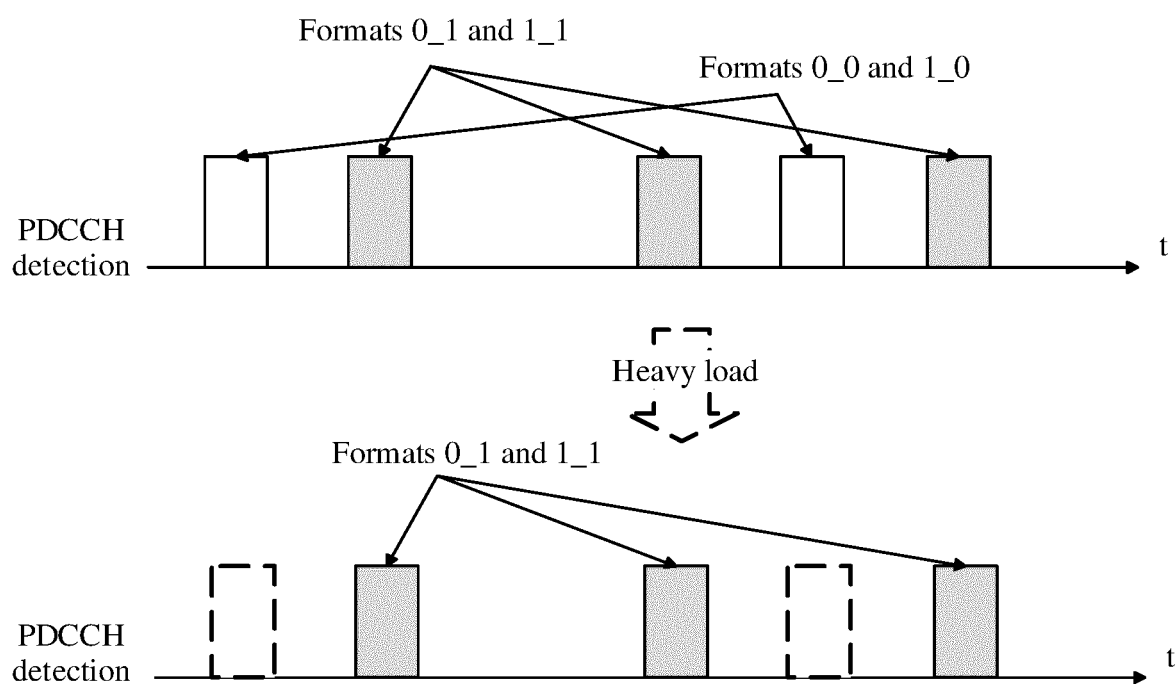 Formats 0_1 and 1_1
Formats 0_0 and 1_0
PDCCH
detection
t
Heavy load
Formats 0_1 and 1_1
PDCCH
detection
t